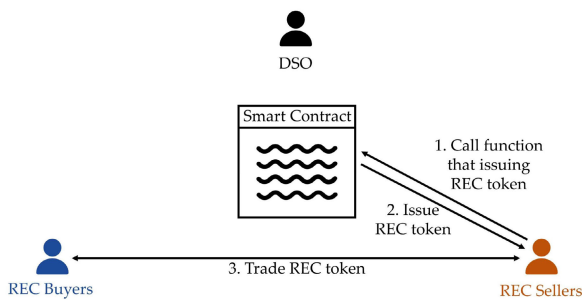 DSO
Smart Contract
1. Call function
that issuing
REC token
2. Issue
REC token
3. Trade REC token
REC Buyers
REC Sellers